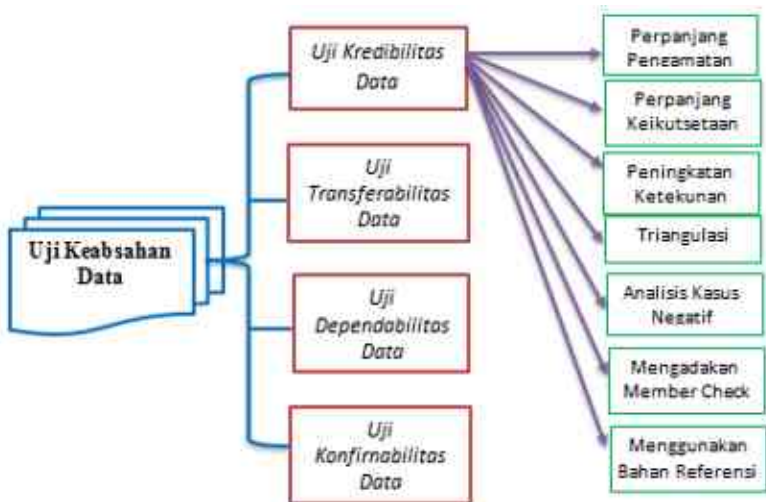 Uji Keabsahan
Data
Uji Kredibilitas
Data
Uji
Transferabilitas
Data
Uji
Dependabilitas
Data
Uji
Konfirnabilitas
Data
Perpanjang
Pengamatan
Perpanjang
Keikutsetaan
Peningkatan
Ketekunan
Triangulasi
Analisis Kasus
Negatif
Mengadakan
Member Check
Menggunakan
Bahan Referensi